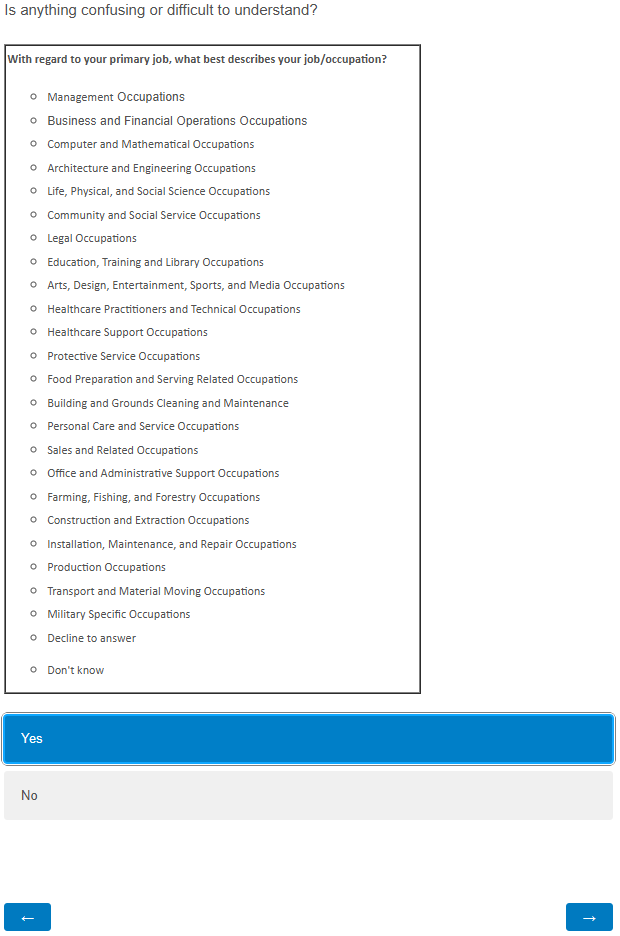 Is anything confusing or difficult to understand?
With regard to your primary job, what best describes your job/occupation?
Management Occupations
Business and Financial Operations Occupations
Computer and Mathematical Occupations
Architecture and Engineering Occupations
Life, Physical, and Social Science Occupations
Community and Social Service Occupations
Legal Occupations
Education, Training and Library Occupations
Arts, Design, Entertainment, Sports, and Media Occupations
Healthcare Practitioners and Technical Occupations
Healthcare Support Occupations
Protective Service Occupations
Food Preparation and Serving Related Occupations
Building and Grounds Cleaning and Maintenance
Personal Care and Service Occupations
Sales and Related Occupations
Office and Administrative Support Occupations
Farming, Fishing, and Forestry Occupations
Construction and Extraction Occupations
Installation, Maintenance, and Repair Occupations
Production Occupations
Transport and Material Moving Occupations
Military Specific Occupations
Decline to answer
Don't know
Yes
No
← →